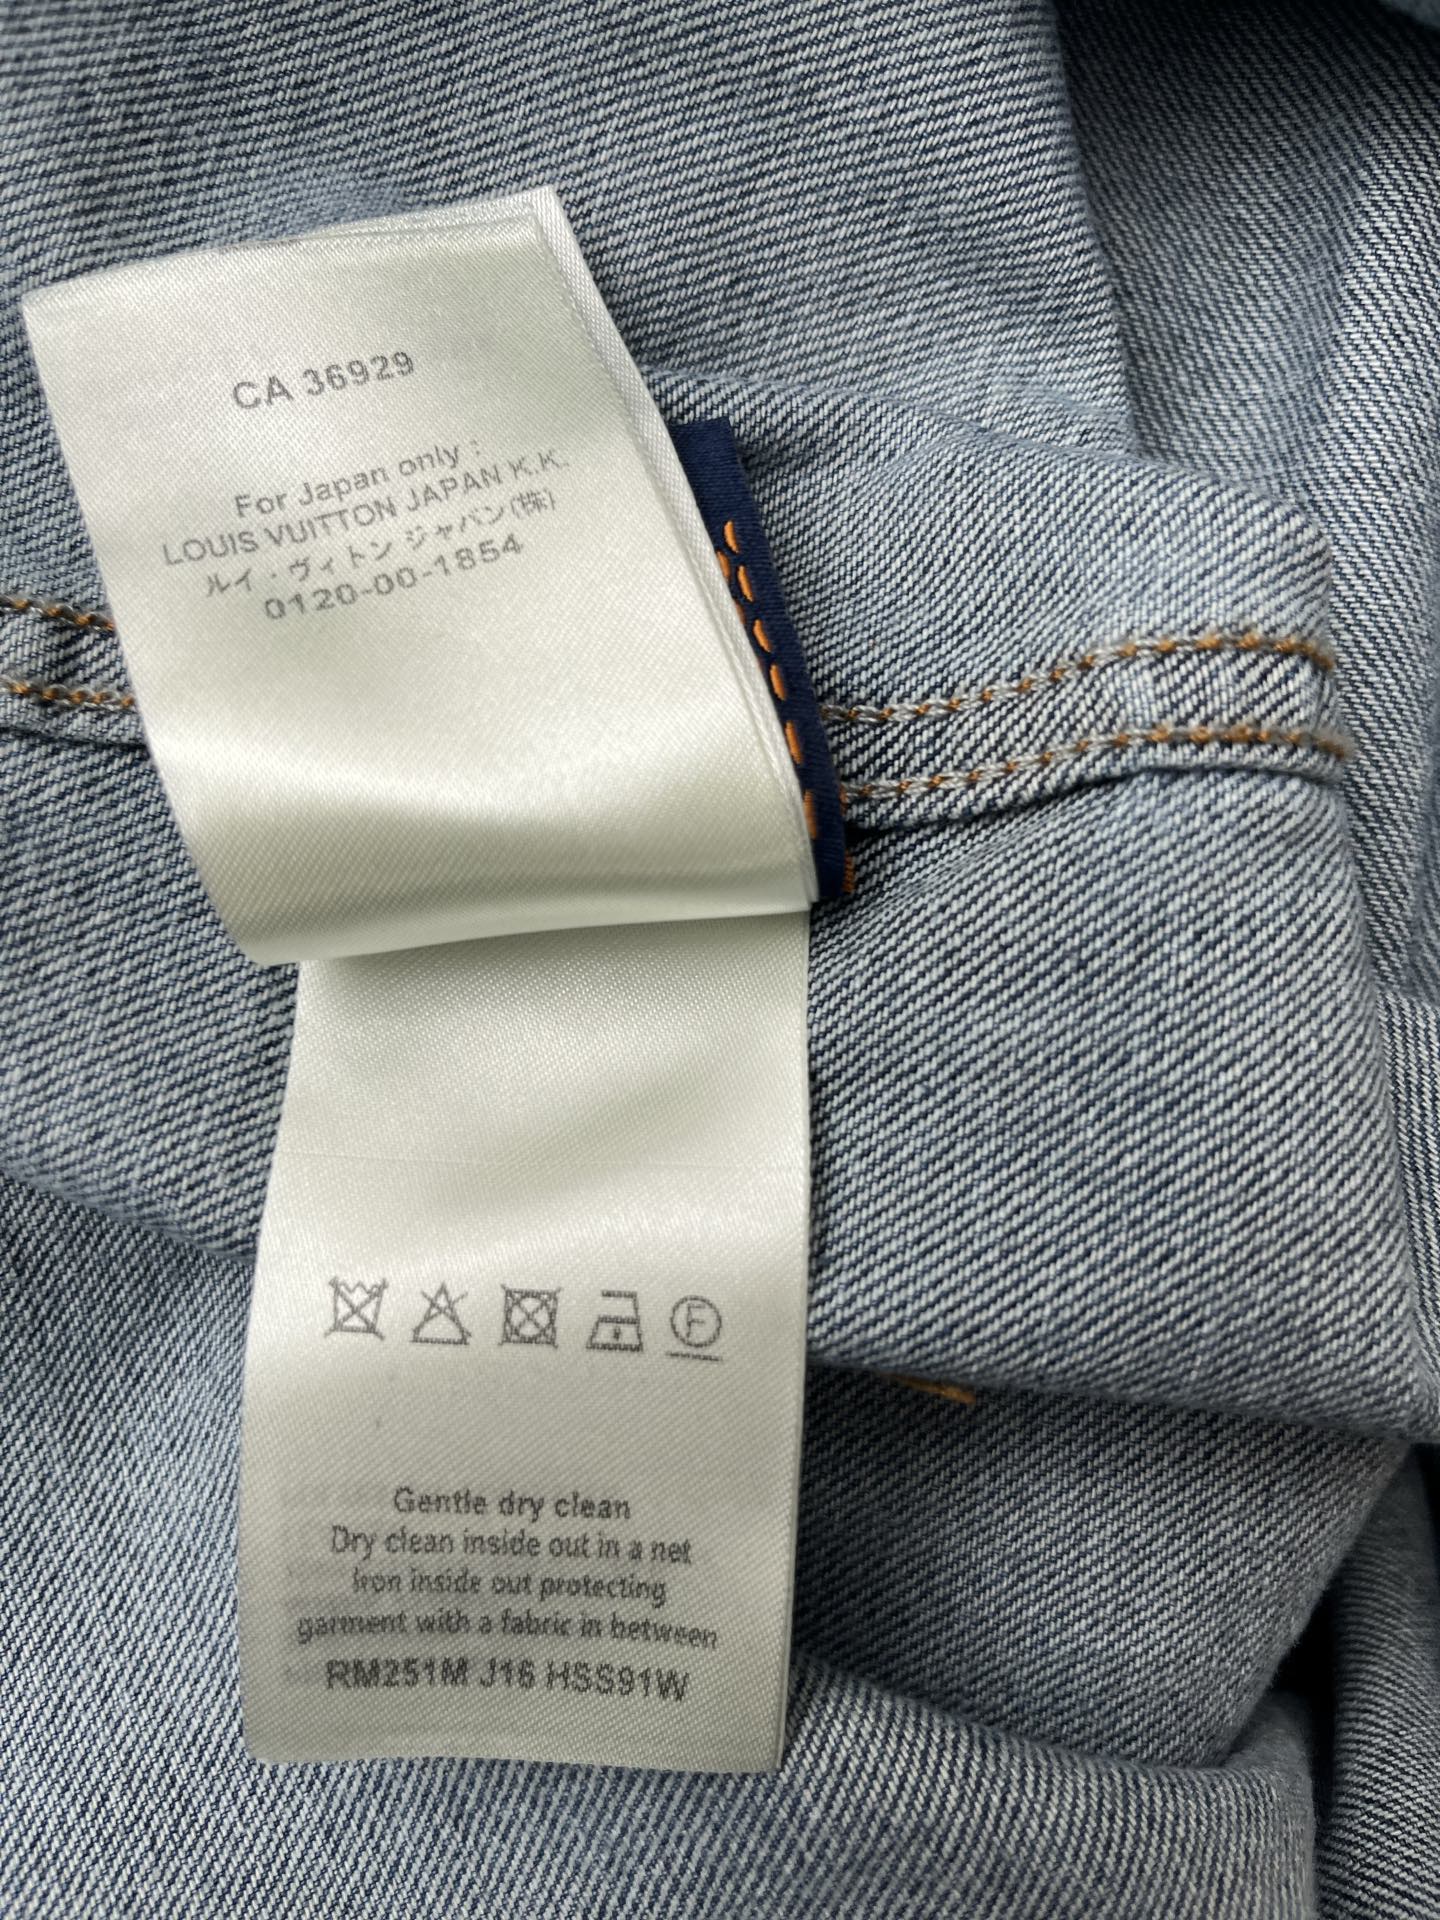 CA 36929
For Japan only :
LOUIS VUITTON JAPAN K.K.
ルイ・ヴィトン ジャパン(株)
0120-00-1854
F
Gentle dry clean
Dry clean inside out in a net
Iron inside out protecting
garment with a fabric in between
RM251M J16 HSS91W